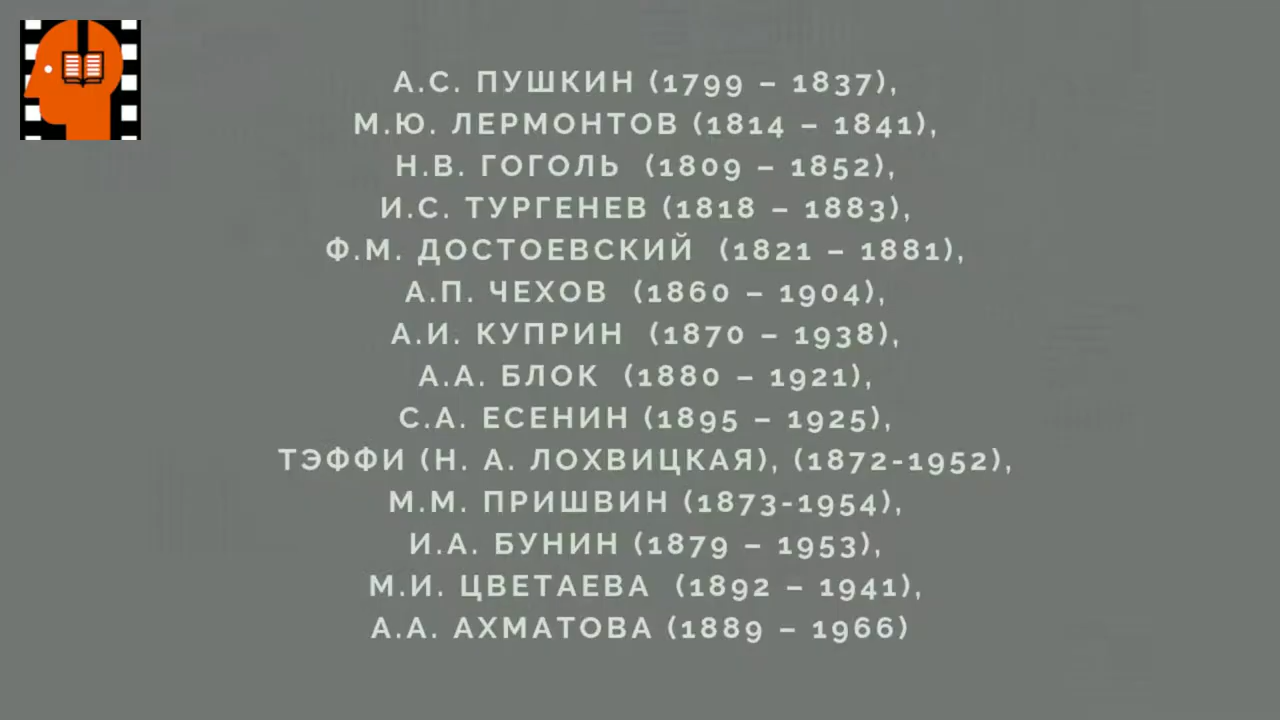 А.С. ПУШКИН (1799 – 1837),
М.Ю. ЛЕРМОНТОВ (1814 – 1841),
Н.В. ГОГОЛЬ (1809 – 1852),
И.С. ТУРГЕНЕВ (1818 – 1883),
Ф.М. ДОСТОЕВСКИЙ (1821 – 1881),
А.П. ЧЕХОВ (1860 – 1904),
А.И. КУПРИН (1870 – 1938),
А.А. БЛОК (1880 – 1921),
С.А. ЕСЕНИН (1895 – 1925),
ТЭФФИ (Н. А. ЛОХВИЦКАЯ), (1872-1952),
М.М. ПРИШВИН (1873-1954),
И.А. БУНИН (1879 – 1953),
М.И. ЦВЕТАЕВА (1892 – 1941),
А.А. АХМАТОВА (1889 – 1966)